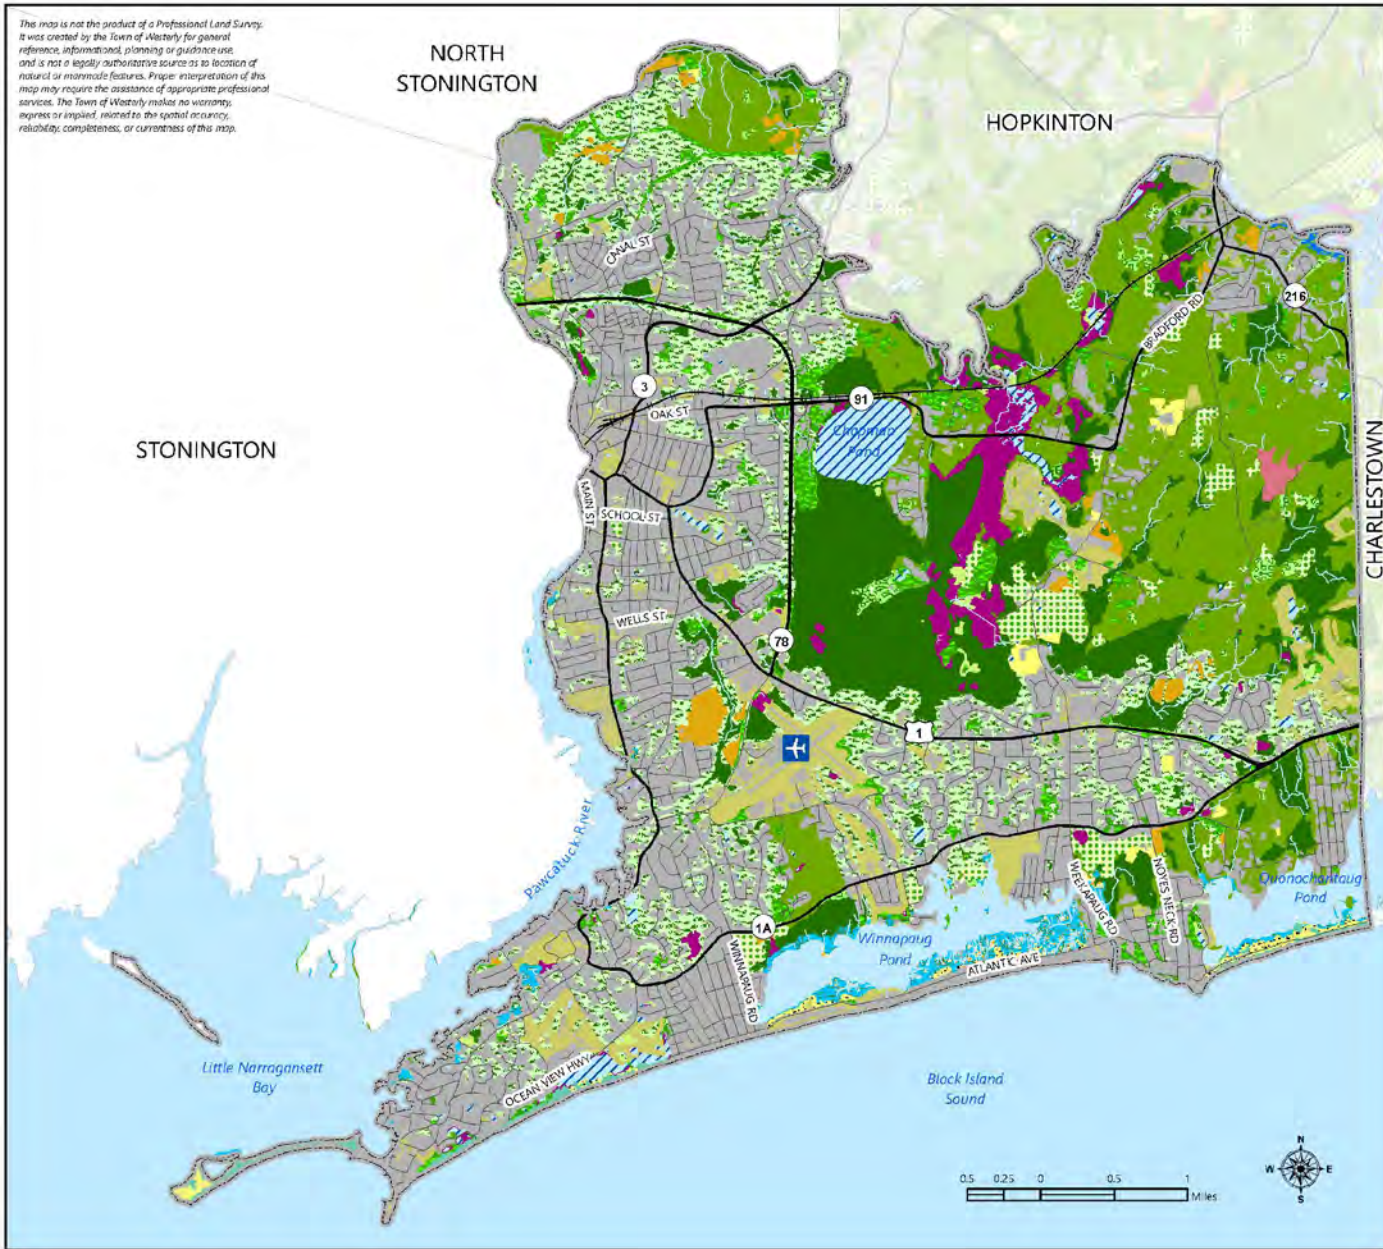 This map is not the product of a Professional Land Survey.
It was created by the Town of Westerly for general
reference, informational, planning or guidance use,
and is not a legally authoritative source as to location of
natural or manmade features. Proper interpretation of this
map may require the assistance of appropriate professional
services. The Town of Westerly makes no warranty,
express or implied, related to the spatial accuracy,
reliability, completeness, or currentness of this map.
NORTH
STONINGTON
HOPKINTON
CANAL ST
216
BRADFORD RD
3
91
OAK ST
Chapman
Pond
STONINGTON
CHARLESTOWN
MAIN ST
SCHOOL ST
WELLS ST
78
1
Pawcatuck River
WEEKAPAUG RD
NOYES NECK RD
Quonochontaug
Pond
1A
WINNAPAUG RD
Winnapaug
Pond
ATLANTIC AVE
Little Narragansett
Bay
OCEAN VIEW HWY
Block Island
Sound
N
W E
S
0.5 0.25 0 0.5 1
Miles